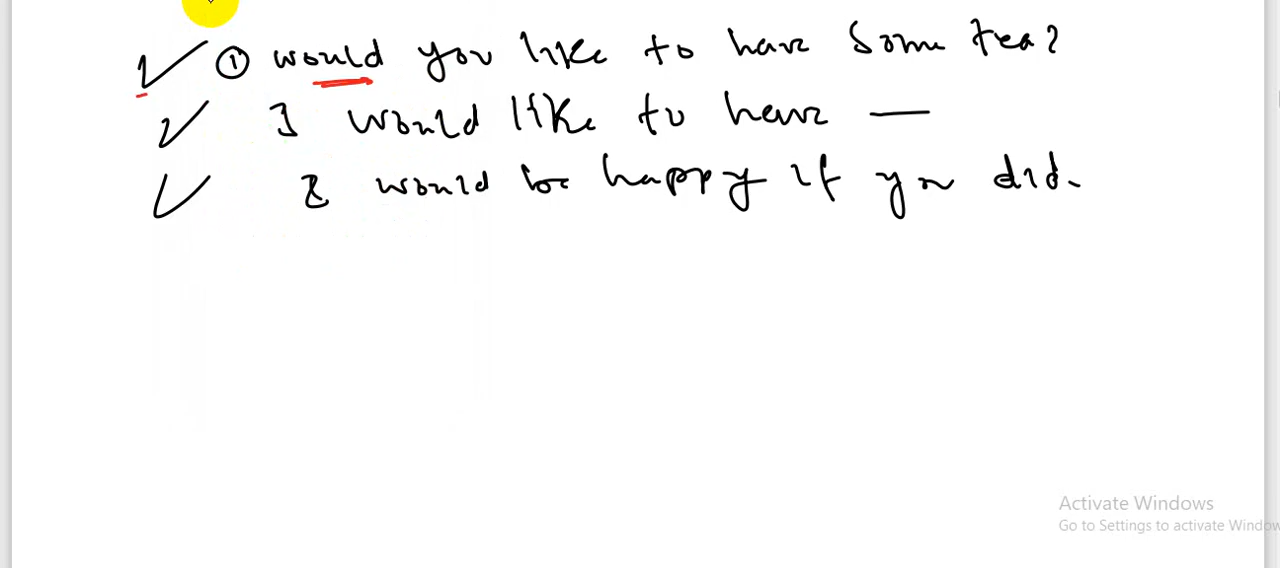 ① would you like to have some tea?
I would like to have —
I would be happy if you did.
Activate Windows
Go to Settings to activate Window